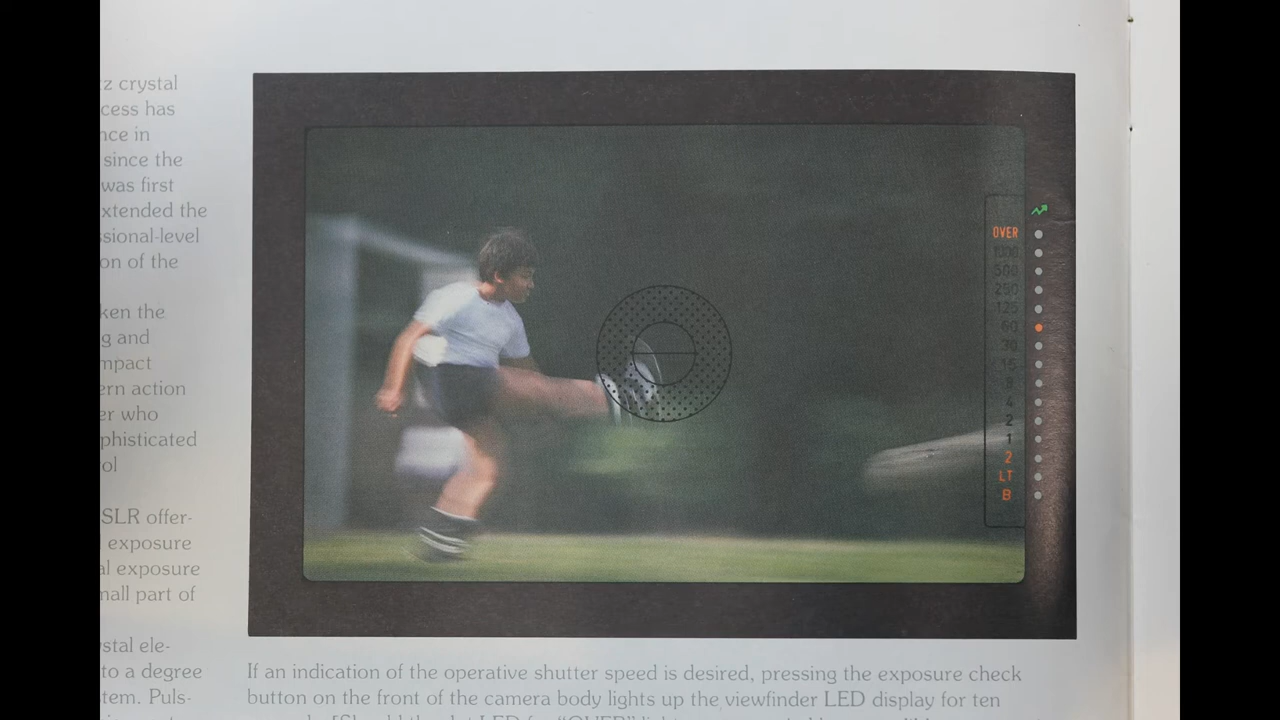 z crystal
cess has
nce in
since the
was first
xtended the
ssional-level
on of the
ken the
g and
mpact
ern action
er who
phisticated
ol
SLR offer-
exposure
al exposure
mall part of
stal ele-
to a degree
stem. Puls-
OVER
1000
500
250
125
60
30
15
8
4
2
1
2
LT
B
If an indication of the operative shutter speed is desired, pressing the exposure check
button on the front of the camera body lights up the viewfinder LED display for ten